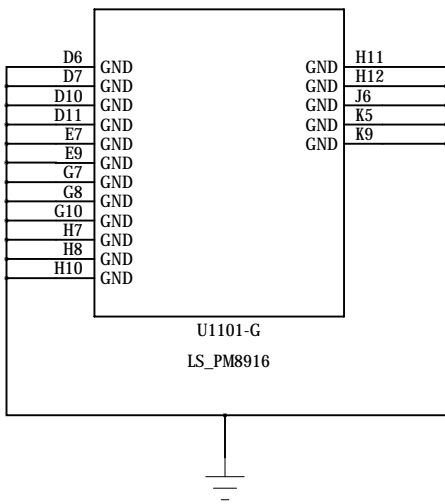 D6 GND GND H11
D7 GND GND H12
D10 GND GND J6
D11 GND GND K5
E7 GND GND K9
E9 GND
G7 GND
G8 GND
G10 GND
H7 GND
H8 GND
H10 GND
U1101-G
LS_PM8916